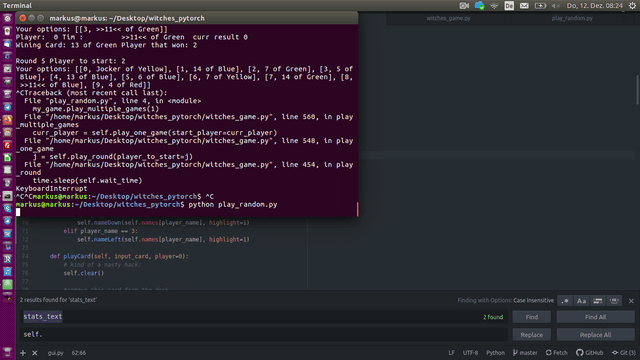 Terminal
De
Do, 12. Dez. 08:24
markus@markus: ~/Desktop/witches_pytorch
witches_game.py
play_random.py
Your options: [[3, >>11<< of Green]]
Player: 0 Tim : >>11<< of Green curr result 0
Wining Card: 13 of Green Player that won: 2
Round 5 Player to start: 2
Your options: [[0, Jocker of Yellow], [1, 14 of Blue], [2, 7 of Green], [3, 5 of
Blue], [4, 13 of Blue], [5, 6 of Blue], [6, 7 of Yellow], [7, 14 of Green], [8,
>>11<< of Blue], [9, 4 of Red]]
^CTraceback (most recent call last):
File "play_random.py", line 4, in <module>
my_game.play_multiple_games(1)
File "/home/markus/Desktop/witches_pytorch/witches_game.py", line 560, in play
_multiple_games
curr_player = self.play_one_game(start_player=curr_player)
File "/home/markus/Desktop/witches_pytorch/witches_game.py", line 548, in play
_one_game
j = self.play_round(player_to_start=j)
File "/home/markus/Desktop/witches_pytorch/witches_game.py", line 454, in play
_round
time.sleep(self.wait_time)
KeyboardInterrupt
^C^Cmarkus@markus:~/Desktop/witches_pytorch$ ^C
markus@markus:~/Desktop/witches_pytorch$ python play_random.py
70 self.nameDown(self.names[player_name], highlight=1)
71 elif player_name == 3:
72 self.nameLeft(self.names[player_name], highlight=1)
73
74 def playCard(self, input_card, player=0):
75 # kind of a nasty hack:
76 self.clear()
77
2 results found for 'stats_text'
Finding with Options: Case Insensitive
stats_text
2 found
Find
Find All
self.
Replace
Replace All
gui.py 62:66
LF UTF-8 Python master Fetch GitHub Git (3)